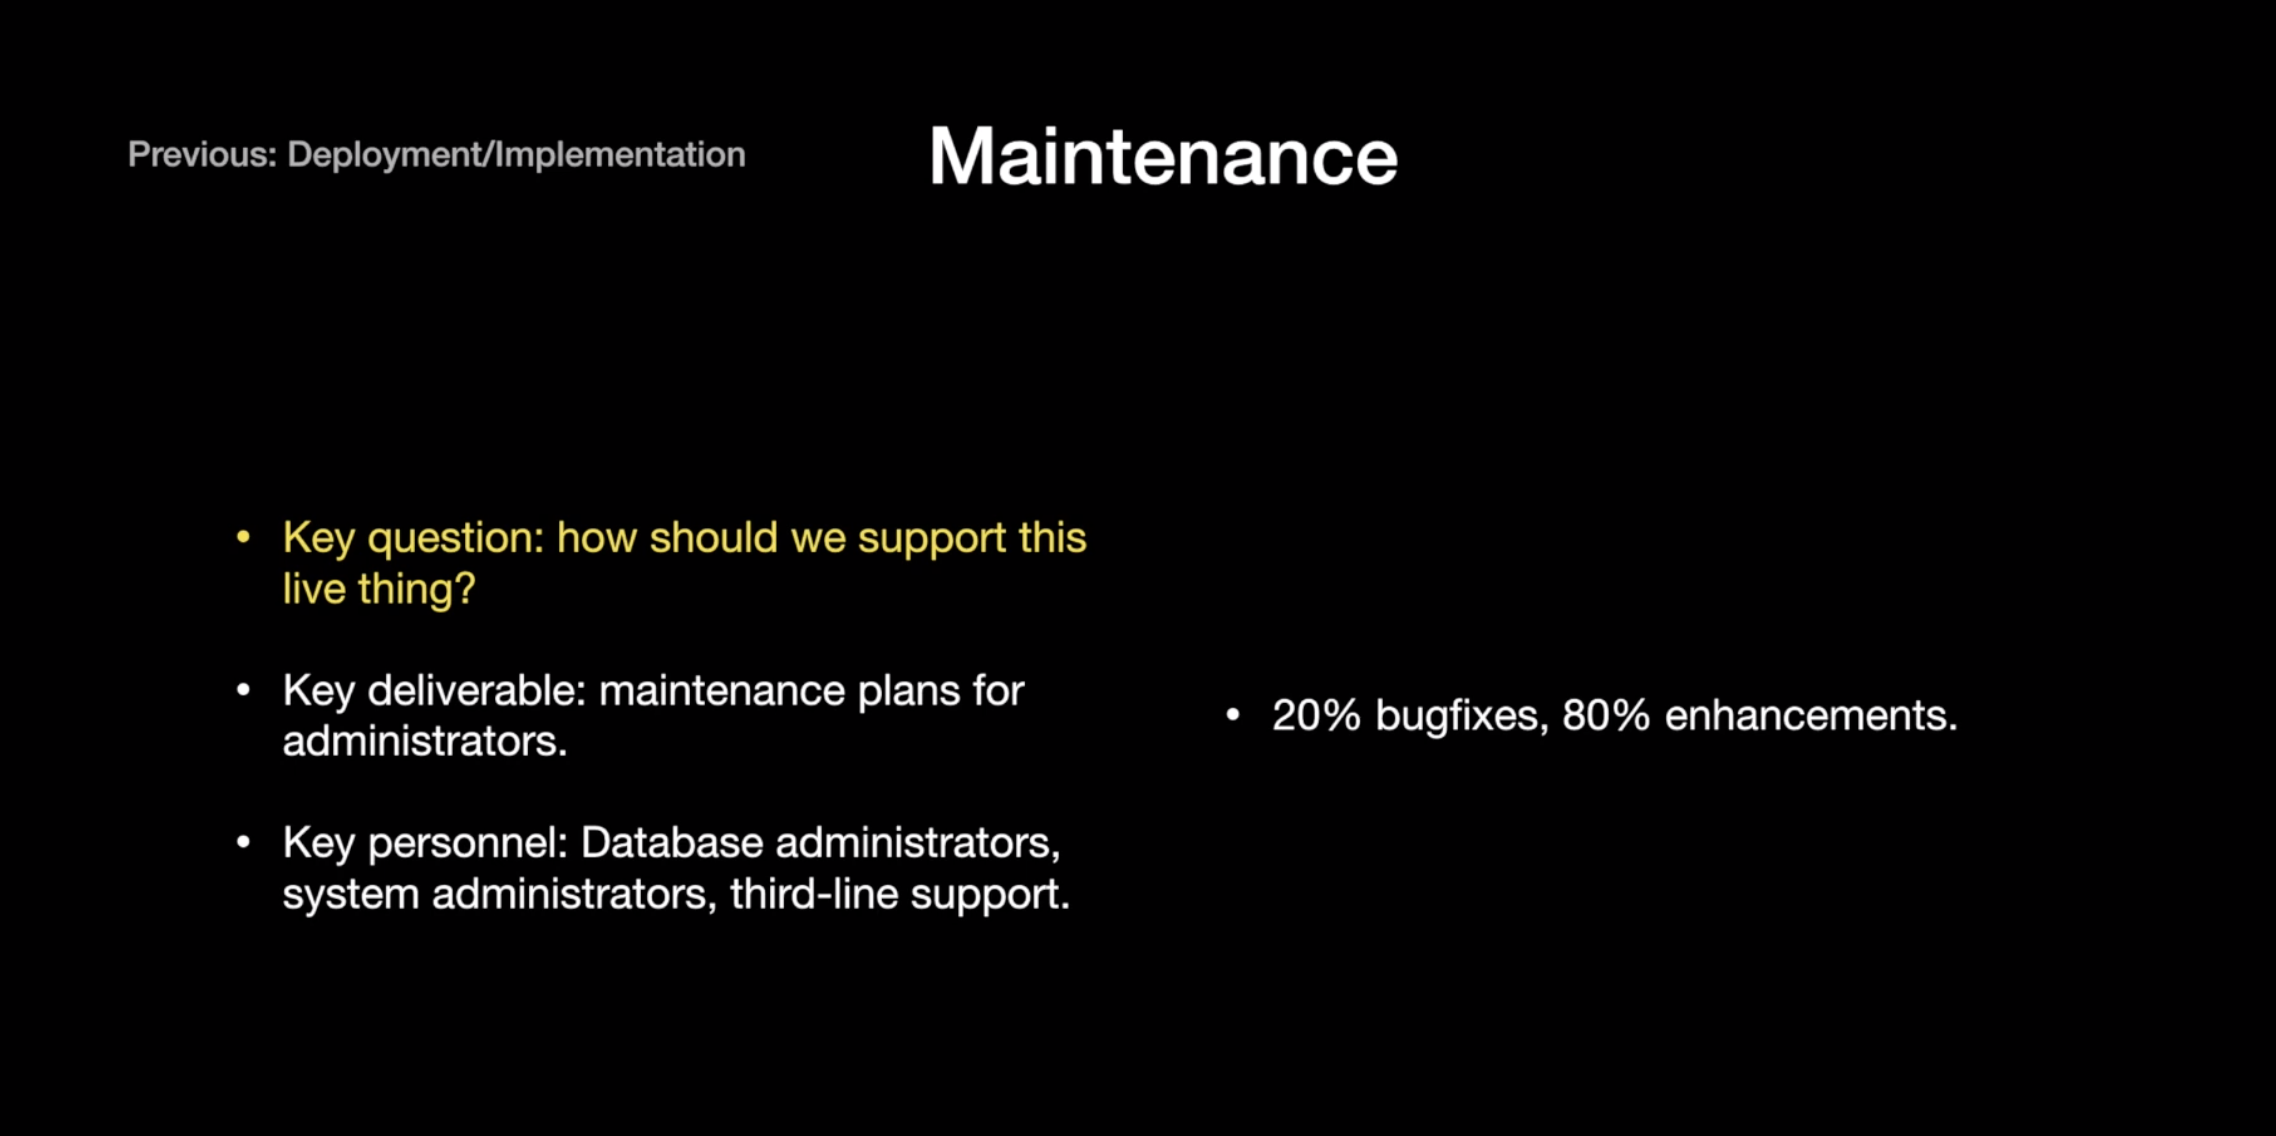 Previous: Deployment/Implementation
Maintenance
• Key question: how should we support this
live thing?
• Key deliverable: maintenance plans for
administrators.
• Key personnel: Database administrators,
system administrators, third-line support.
• 20% bugfixes, 80% enhancements.